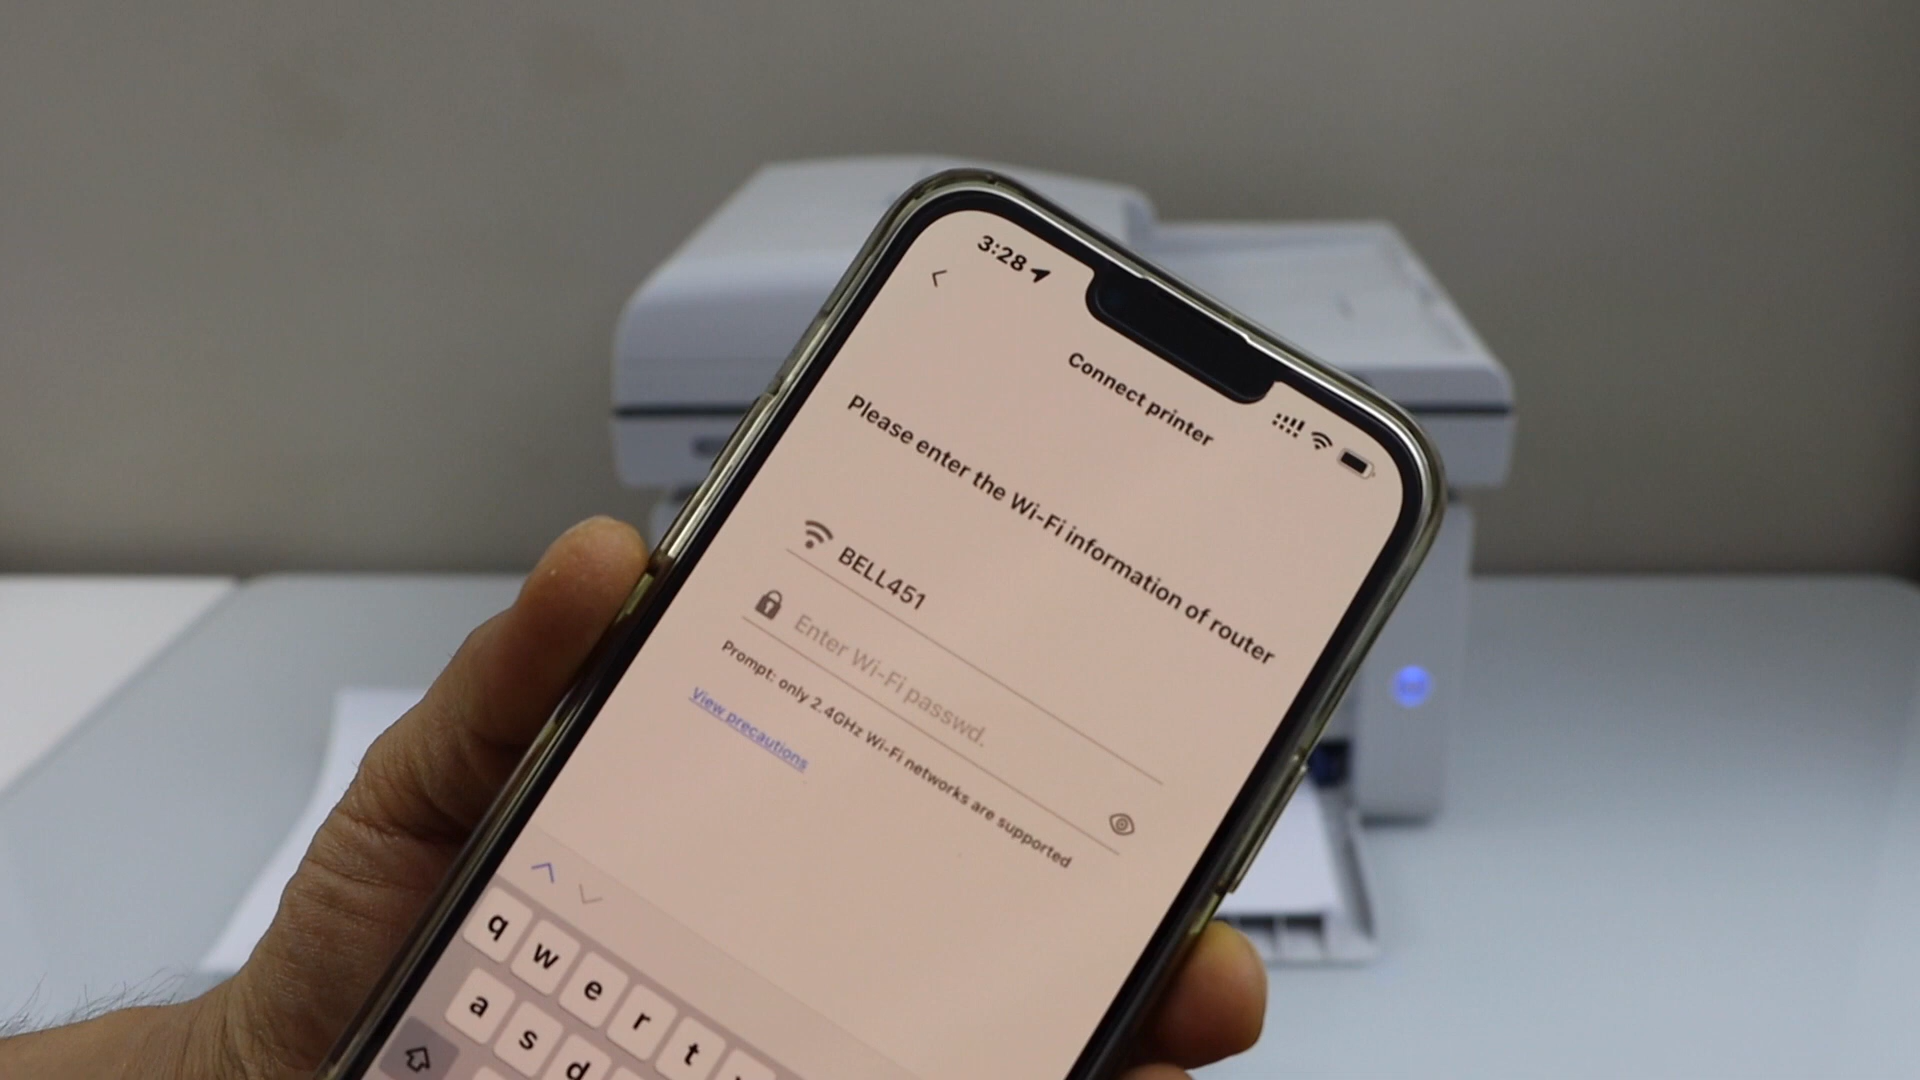 3:28
Connect printer
Please enter the Wi-Fi information of router
BELL451
Enter Wi-Fi passwd.
Prompt: only 2.4GHz Wi-Fi networks are supported
View precautions
q w e r t
a s d